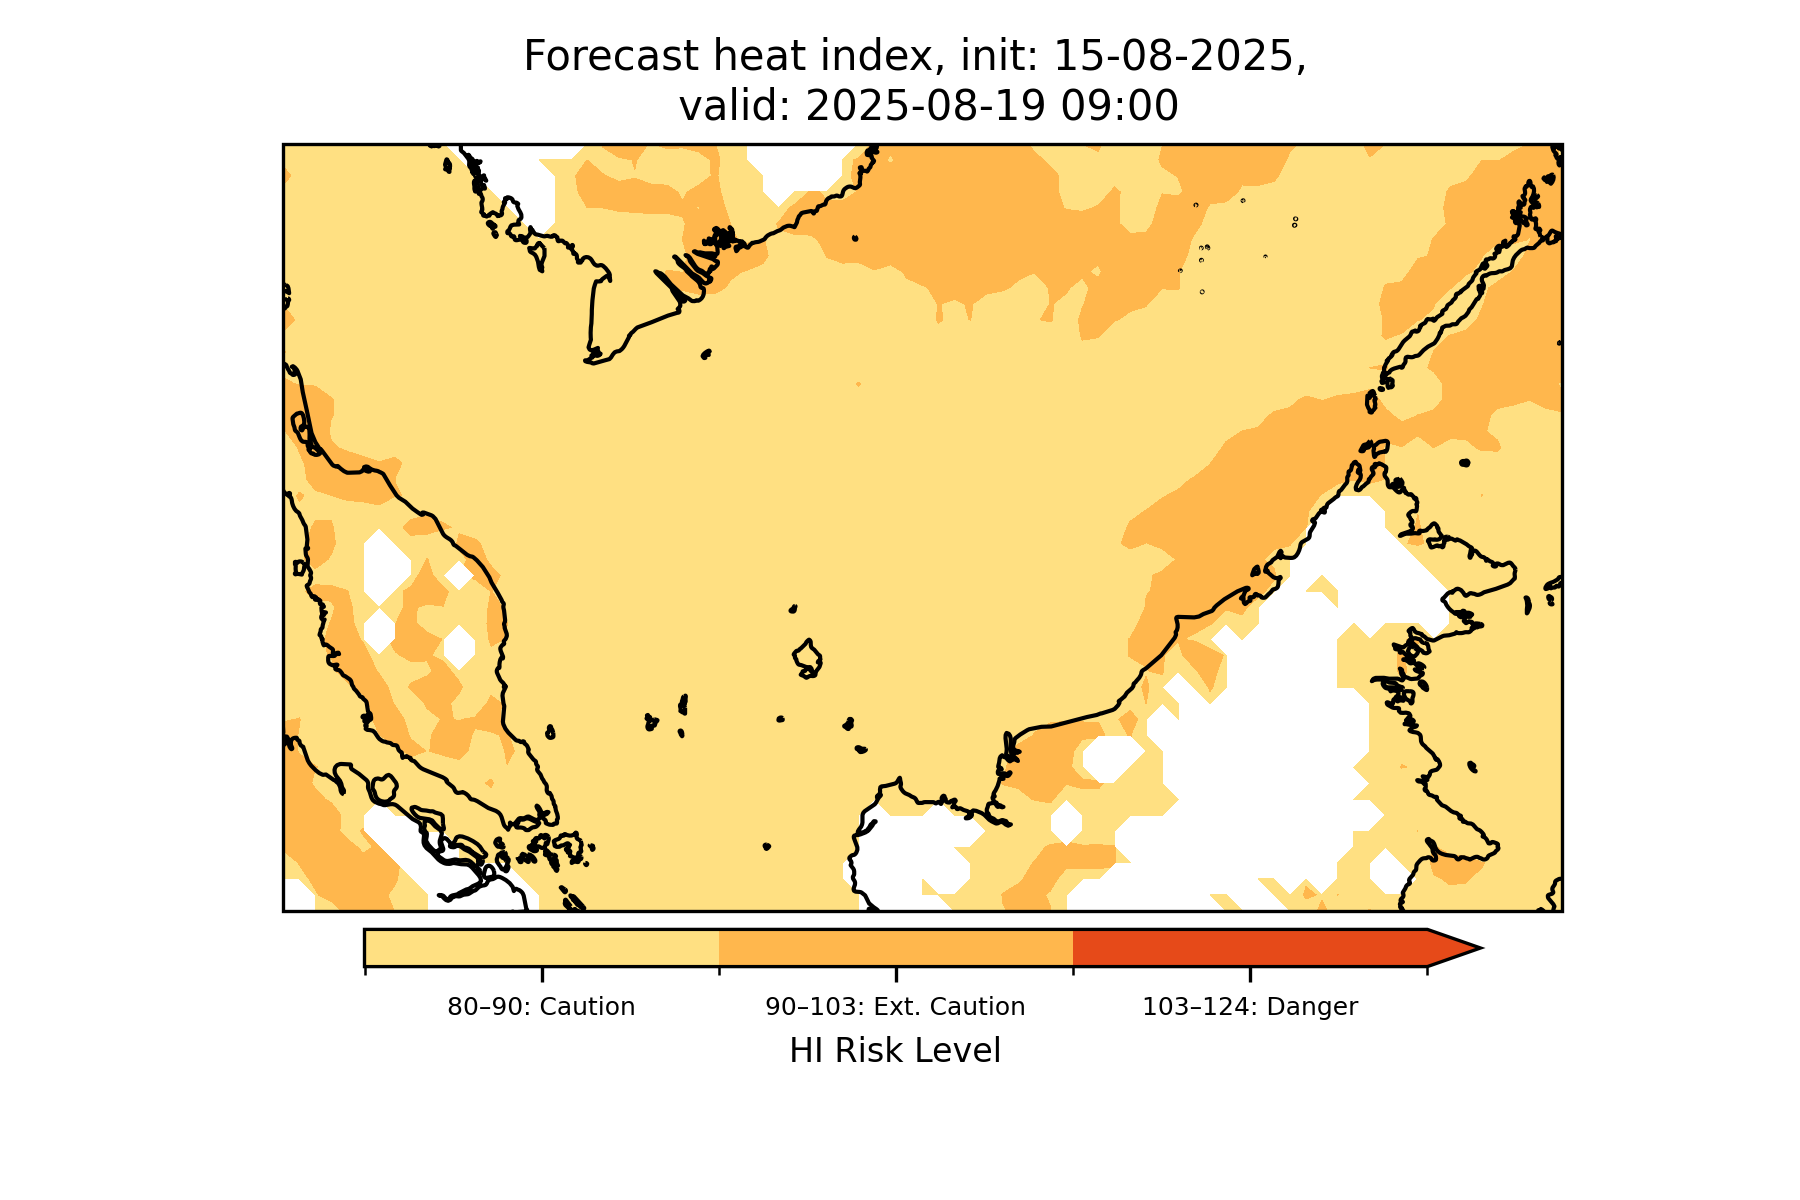 Forecast heat index, init: 15-08-2025,
valid: 2025-08-19 09:00
80–90: Caution
90–103: Ext. Caution
103–124: Danger
HI Risk Level